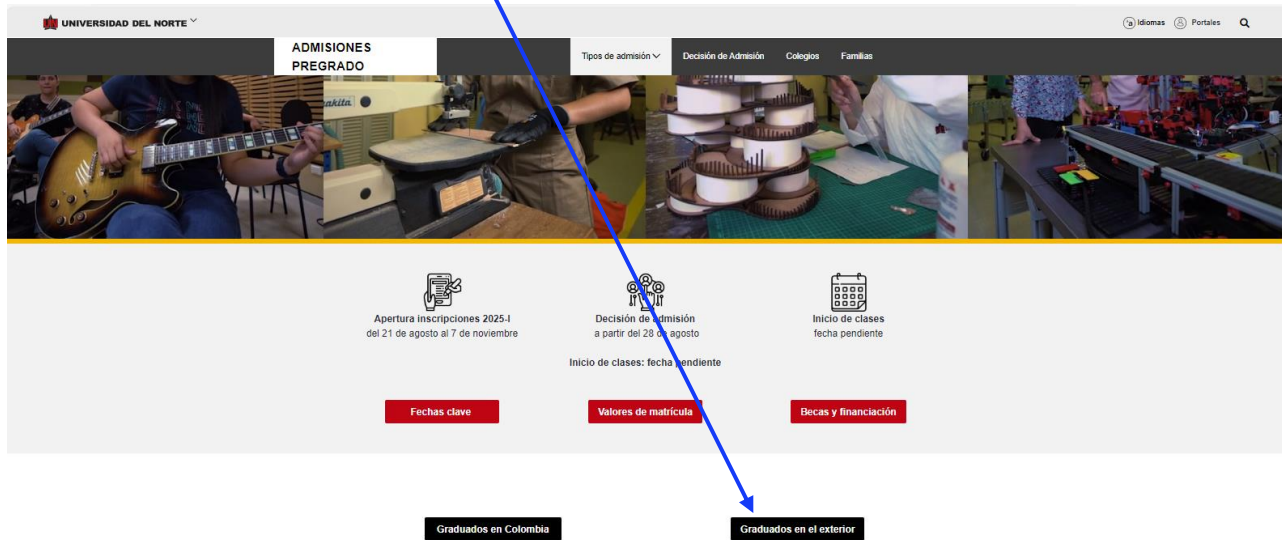 UNIVERSIDAD DEL NORTE
Idiomas Portales
ADMISIONES
PREGRADO
Tipos de admisión Decisión de Admisión Colegios Familias
makita
Apertura inscripciones 2025-I
del 21 de agosto al 7 de noviembre
Decisión de admisión
a partir del 28 de agosto
Inicio de clases
fecha pendiente
Inicio de clases: fecha pendiente
Fechas clave Valores de matrícula Becas y financiación
Graduados en Colombia Graduados en el exterior